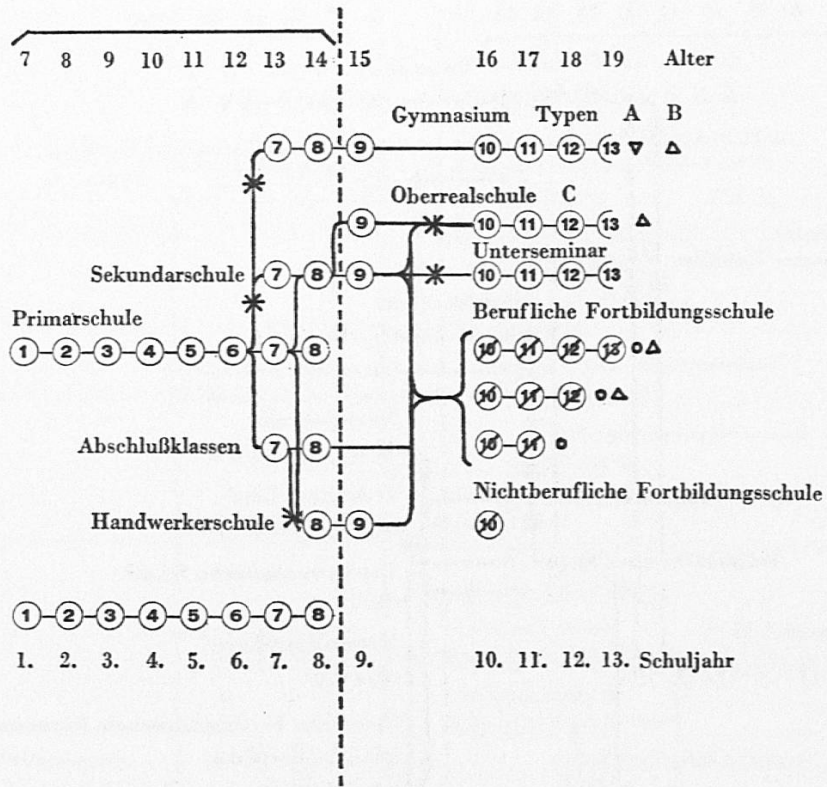 7 8 9 10 11 12 13 14 15 16 17 18 19 Alter
Gymnasium Typen A B
7 8 9 10 11 12 13
Oberrealschule C
9 10 11 12 13
Unterseminar
Sekundarschule 7 8 9 10 11 12 13
Primarschule
Berufliche Fortbildungsschule
1 2 3 4 5 6 7 8 10 11 12 13
10 11 12
Abschlußklassen 7 8 10 11
Nichtberufliche Fortbildungsschule
Handwerkerschule 8 9 10
1 2 3 4 5 6 7 8
1. 2. 3. 4. 5. 6. 7. 8. 9. 10. 11. 12. 13. Schuljahr